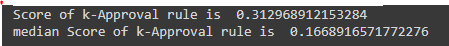 Score of k-Approval rule is  0.312968912153284
median Score of k-Approval rule is  0.1668916571772276